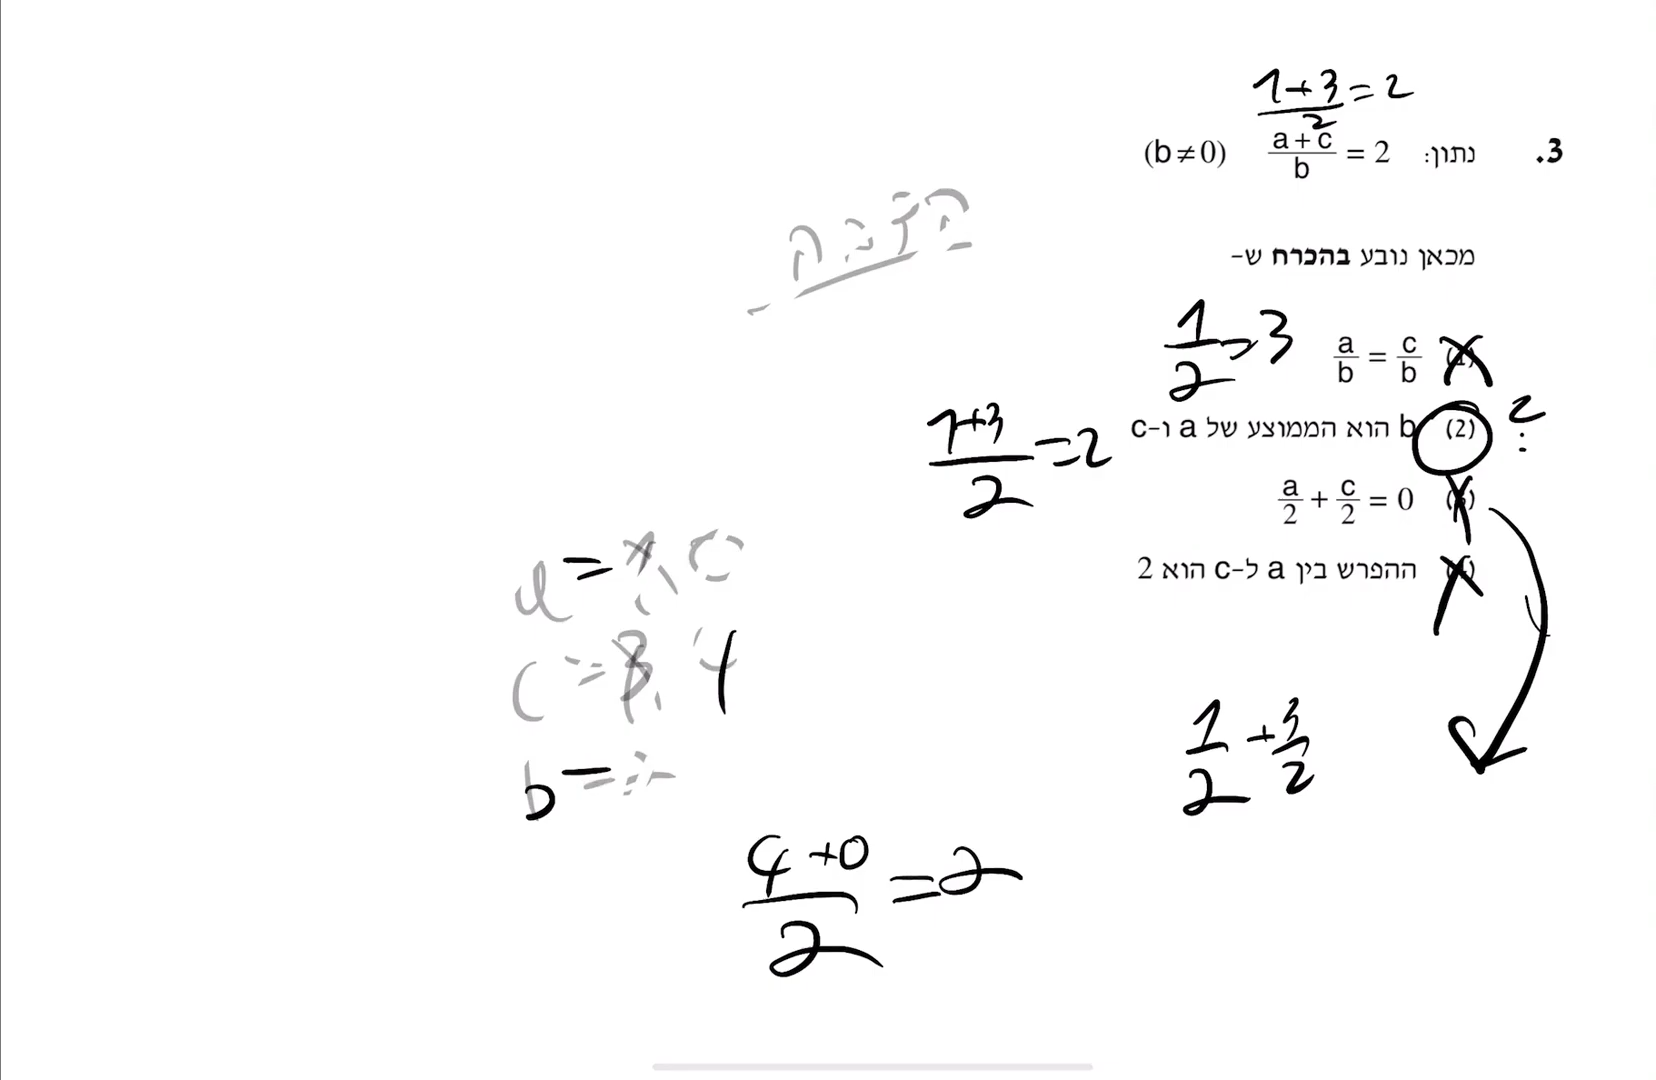 1+3/2 = 2
3. נתון: a+c/b = 2 (b ≠ 0)
הצבה
מכאן נובע בהכרח ש-
a/b = c/b 1/2 = 3
(2) b הוא הממוצע של a ו-c
1+3/2 = 2
a/2 + c/2 = 0
ההפרש בין a ל-c הוא 2
a = 1, 0
c = 3, 4
b =
1/2 + 3/2
4+0/2 = 2